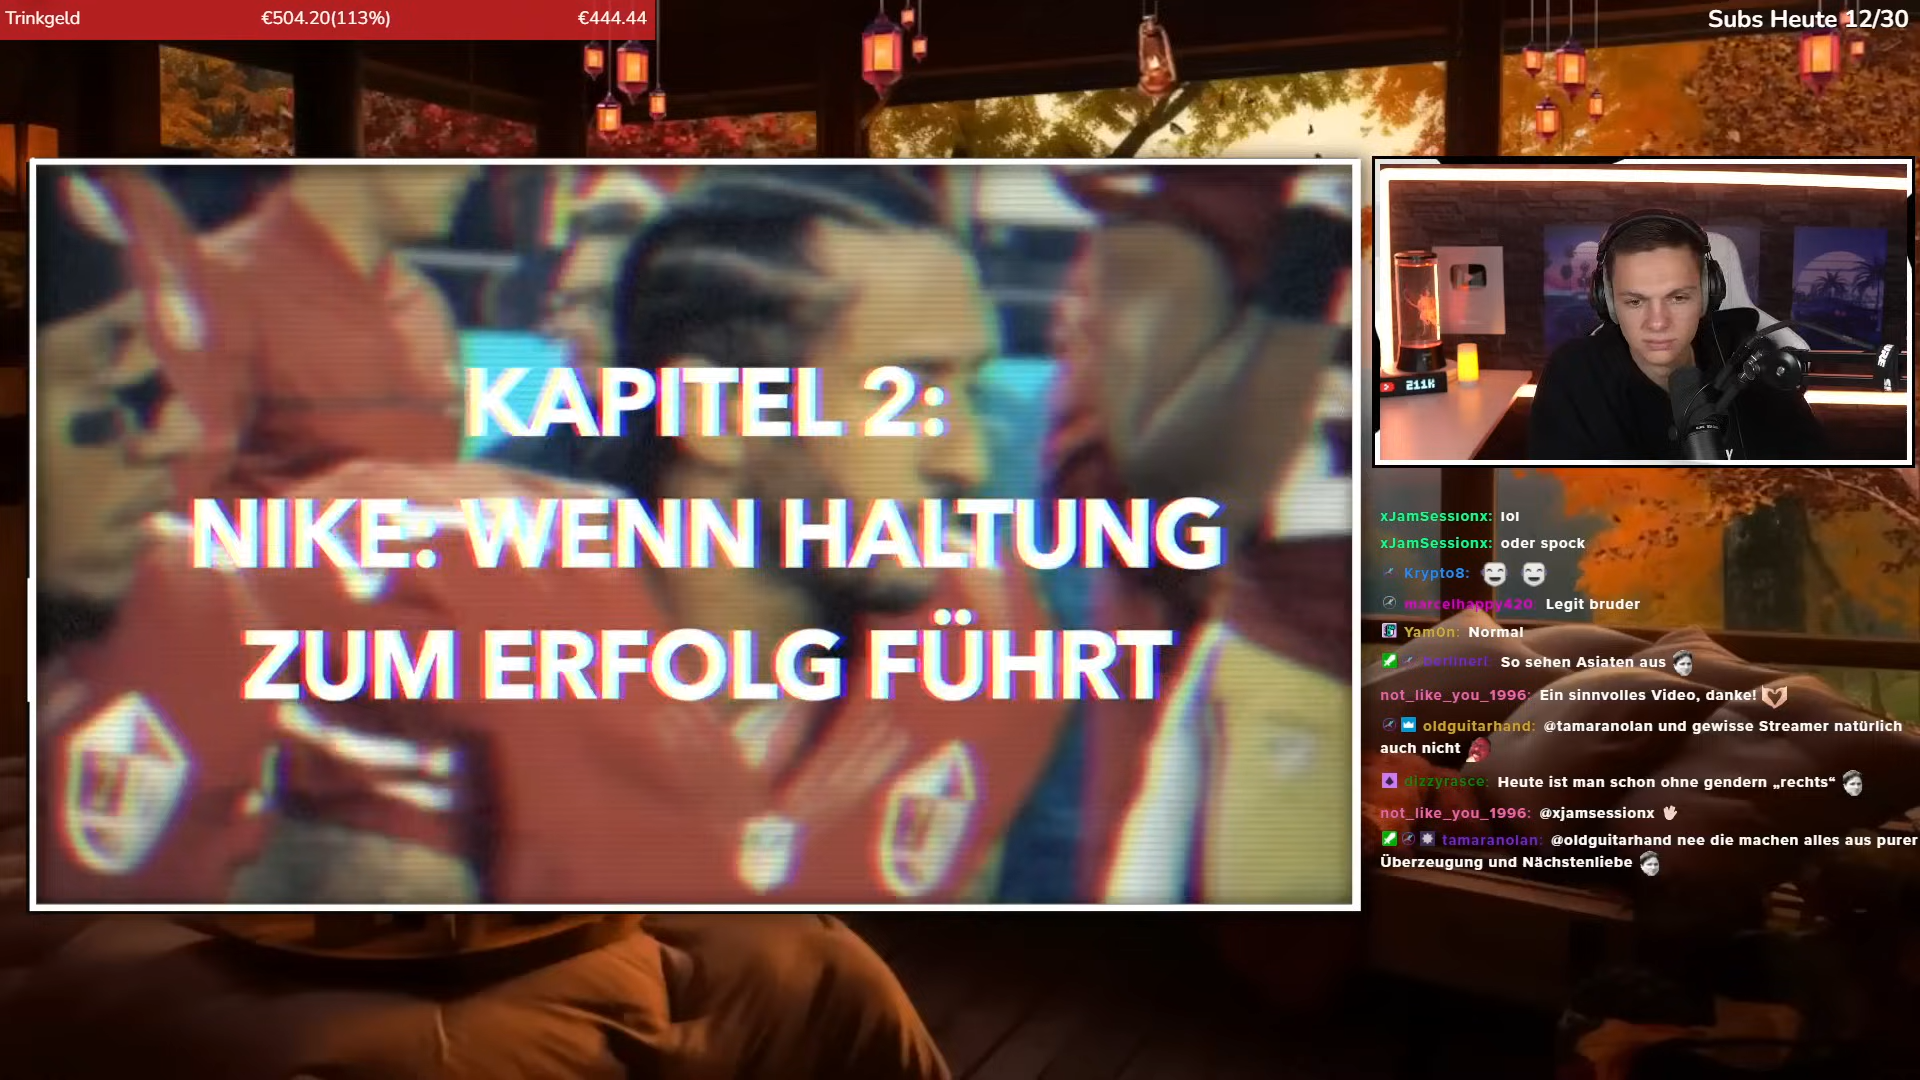 Trinkgeld €504.20(113%) €444.44
Subs Heute 12/30
KAPITEL 2:
NIKE: WENN HALTUNG
ZUM ERFOLG FÜHRT
211K
xJamSessionx: lol
xJamSessionx: oder spock
Krypto8:
marcelhappy420: Legit bruder
Yam0n: Normal
So sehen Asiaten aus
not_like_you_1996: Ein sinnvolles Video, danke!
oldguitarhand: @tamaranolan und gewisse Streamer natürlich
auch nicht
dizzyrasce: Heute ist man schon ohne gendern „rechts“
not_like_you_1996: @xjamsessionx
tamaranolan: @oldguitarhand nee die machen alles aus purer
Überzeugung und Nächstenliebe